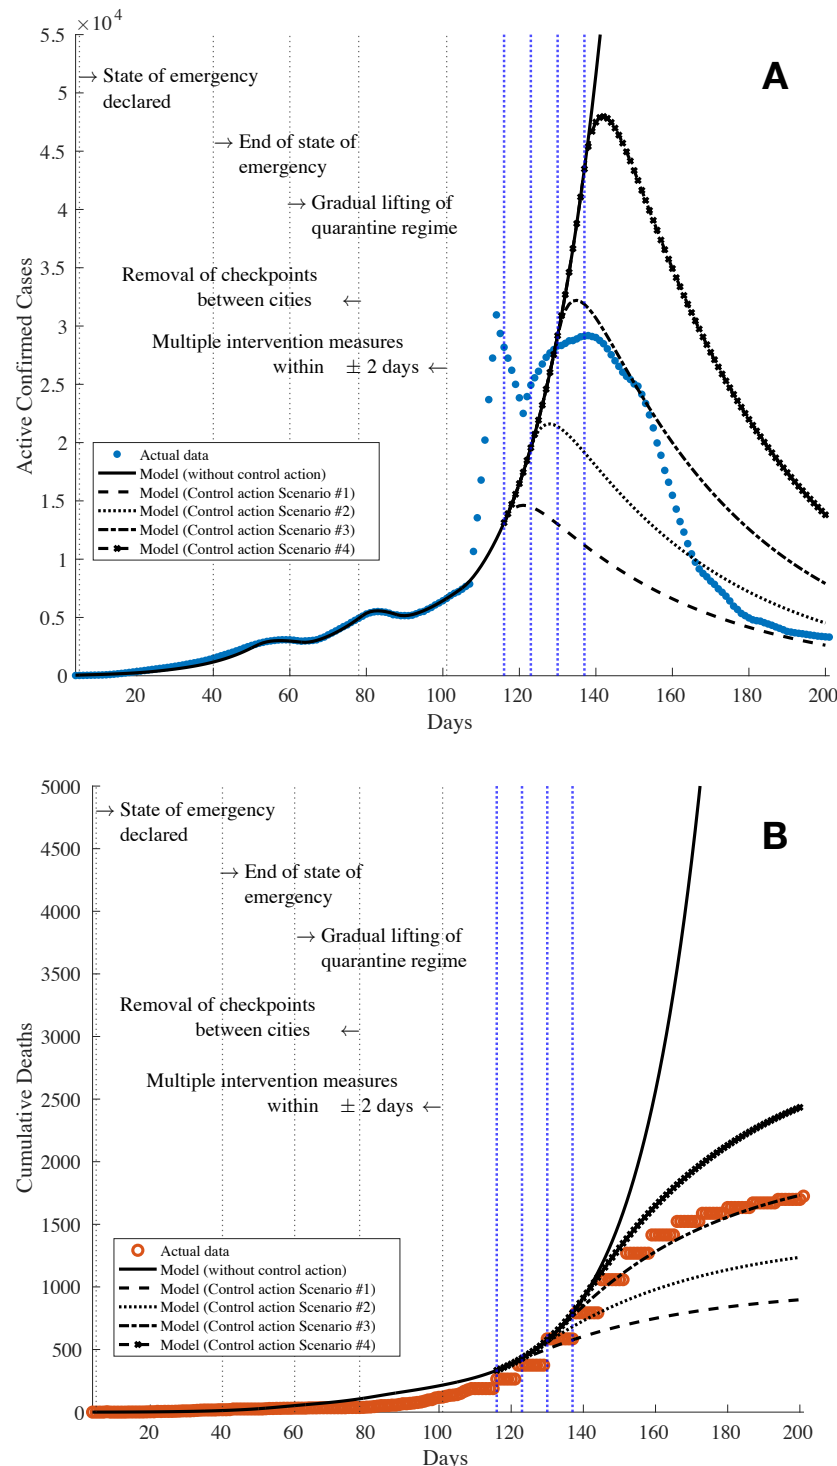 ×10⁴
5.5
A
→ State of emergency
declared
5
→ End of state of
emergency
4.5
→ Gradual lifting of
quarantine regime
4
3.5
Removal of checkpoints
between cities ←
3
Multiple intervention measures
within ± 2 days ←
2.5
2
1.5
1
0.5
0
Active Confirmed Cases
Actual data
Model (without control action)
Model (Control action Scenario #1)
Model (Control action Scenario #2)
Model (Control action Scenario #3)
Model (Control action Scenario #4)
20 40 60 80 100 120 140 160 180 200
Days
5000
B
→ State of emergency
declared
4500
→ End of state of
emergency
4000
→ Gradual lifting of
quarantine regime
3500
Removal of checkpoints
between cities ←
3000
Multiple intervention measures
within ± 2 days ←
2500
2000
1500
1000
500
0
Cumulative Deaths
Actual data
Model (without control action)
Model (Control action Scenario #1)
Model (Control action Scenario #2)
Model (Control action Scenario #3)
Model (Control action Scenario #4)
20 40 60 80 100 120 140 160 180 200
Days